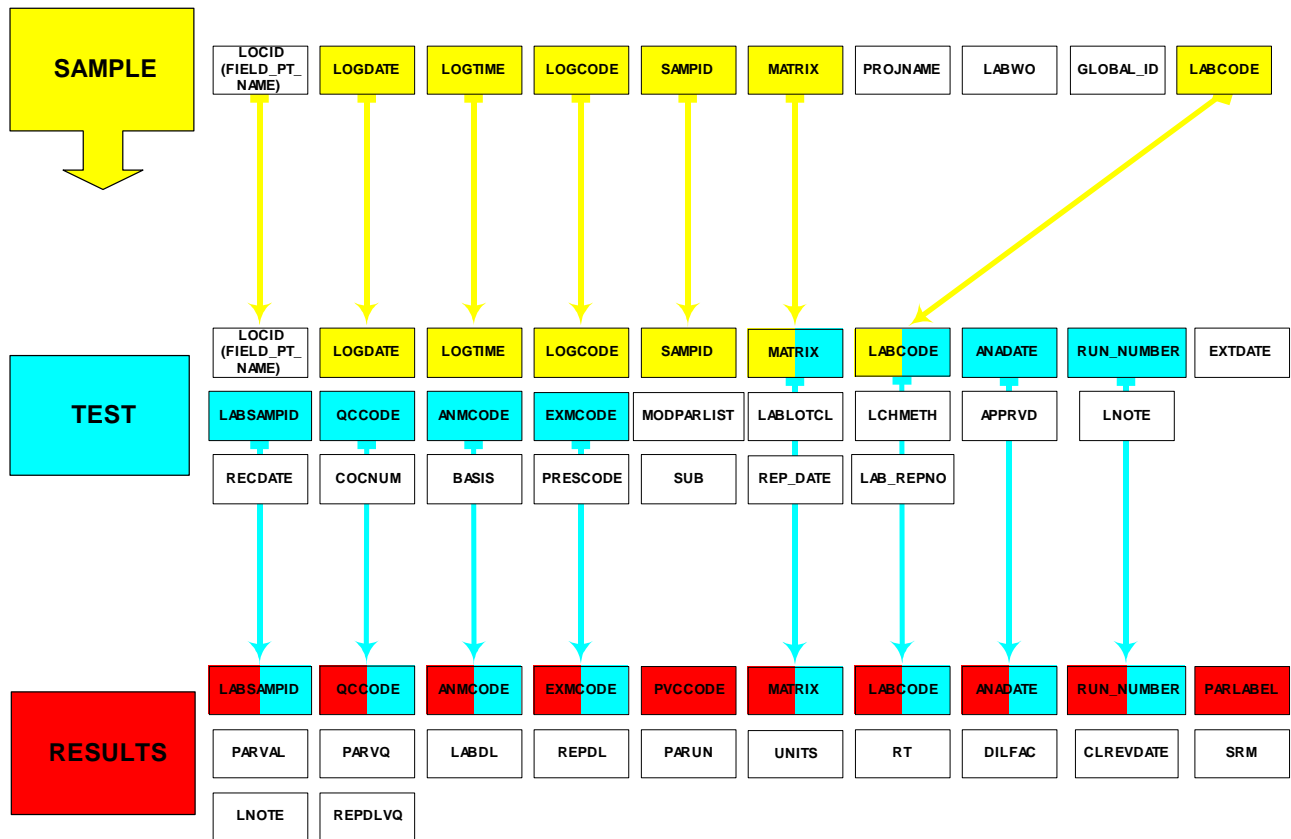 SAMPLE
LOCID
(FIELD_PT_
NAME)
LOGDATE
LOGTIME
LOGCODE
SAMPID
MATRIX
PROJNAME
LABWO
GLOBAL_ID
LABCODE
TEST
LOCID
(FIELD_PT_
NAME)
LOGDATE
LOGTIME
LOGCODE
SAMPID
MATRIX
LABCODE
ANADATE
RUN_NUMBER
EXTDATE
LABSAMPID
QCCODE
ANMCODE
EXMCODE
MODPARLIST
LABLOTCL
LCHMETH
APPRVD
LNOTE
RECDATE
COCNUM
BASIS
PRESCODE
SUB
REP_DATE
LAB_REPNO
RESULTS
LABSAMPID
QCCODE
ANMCODE
EXMCODE
PVCCODE
MATRIX
LABCODE
ANADATE
RUN_NUMBER
PARLABEL
PARVAL
PARVQ
LABDL
REPDL
PARUN
UNITS
RT
DILFAC
CLREVDATE
SRM
LNOTE
REPDLVQ